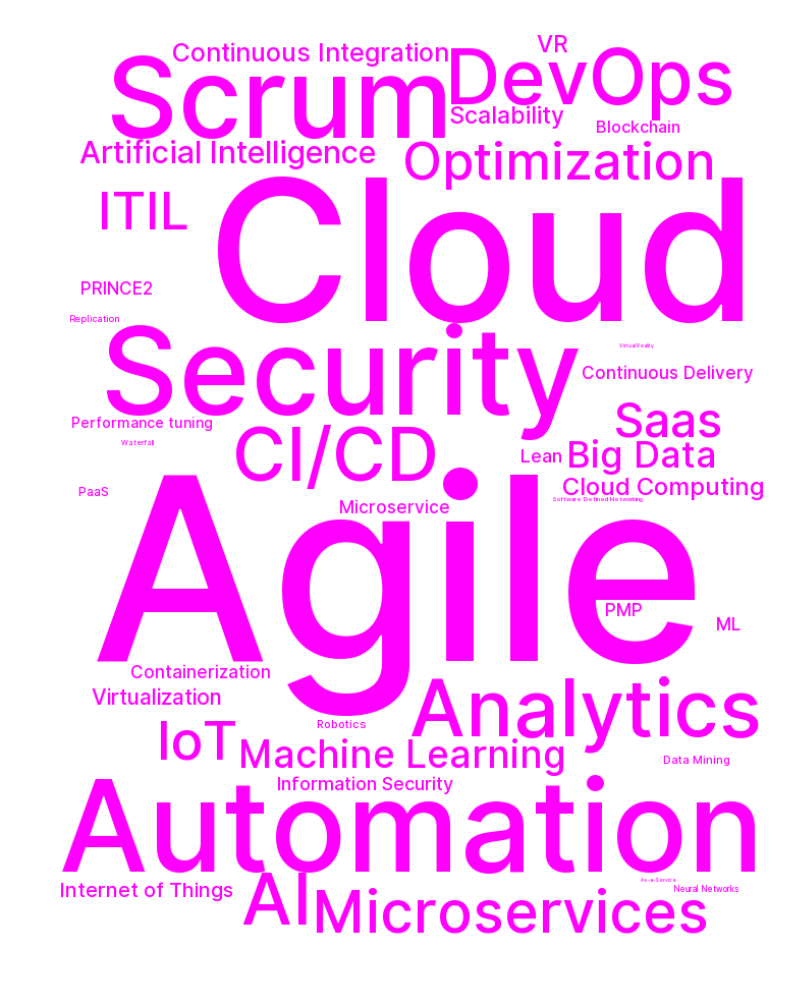 VR
Continuous Integration
DevOps
Scrum
Scalability
Blockchain
Artificial Intelligence
Optimization
ITIL
Cloud
PRINCE2
Replication
Virtual Reality
Security
Continuous Delivery
Saas
Performance tuning
Waterfall
CI/CD
Lean
Big Data
Cloud Computing
PaaS
Software Defined Networking
Microservice
Agile
PMP
ML
Containerization
Virtualization
Analytics
Robotics
IoT
Machine Learning
Data Mining
Information Security
Automation
As-a-Service
Internet of Things
Neural Networks
AI
Microservices